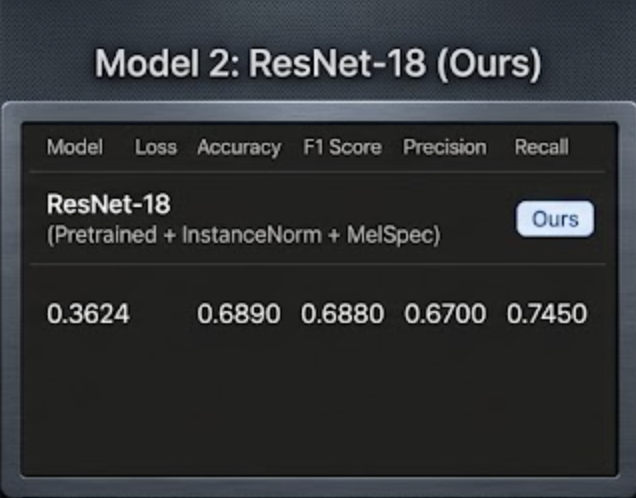 Model 2: ResNet-18 (Ours)
Model Loss Accuracy F1 Score Precision Recall
ResNet-18
(Pretrained + InstanceNorm + MelSpec)
Ours
0.3624 0.6890 0.6880 0.6700 0.7450